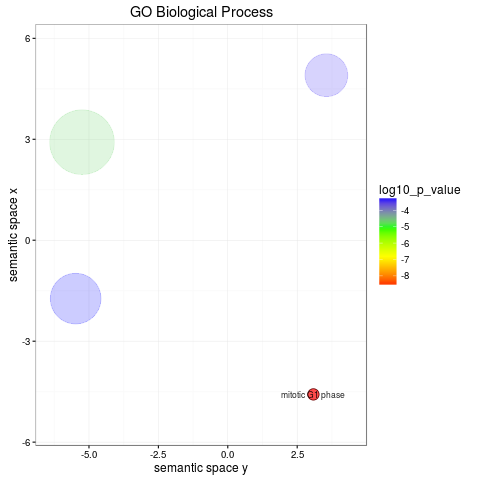 GO Biological Process
6
3
0
-3
-6
semantic space x
-5.0
-2.5
0.0
2.5
semantic space y
mitotic G1 phase
log10_p_value
-4
-5
-6
-7
-8